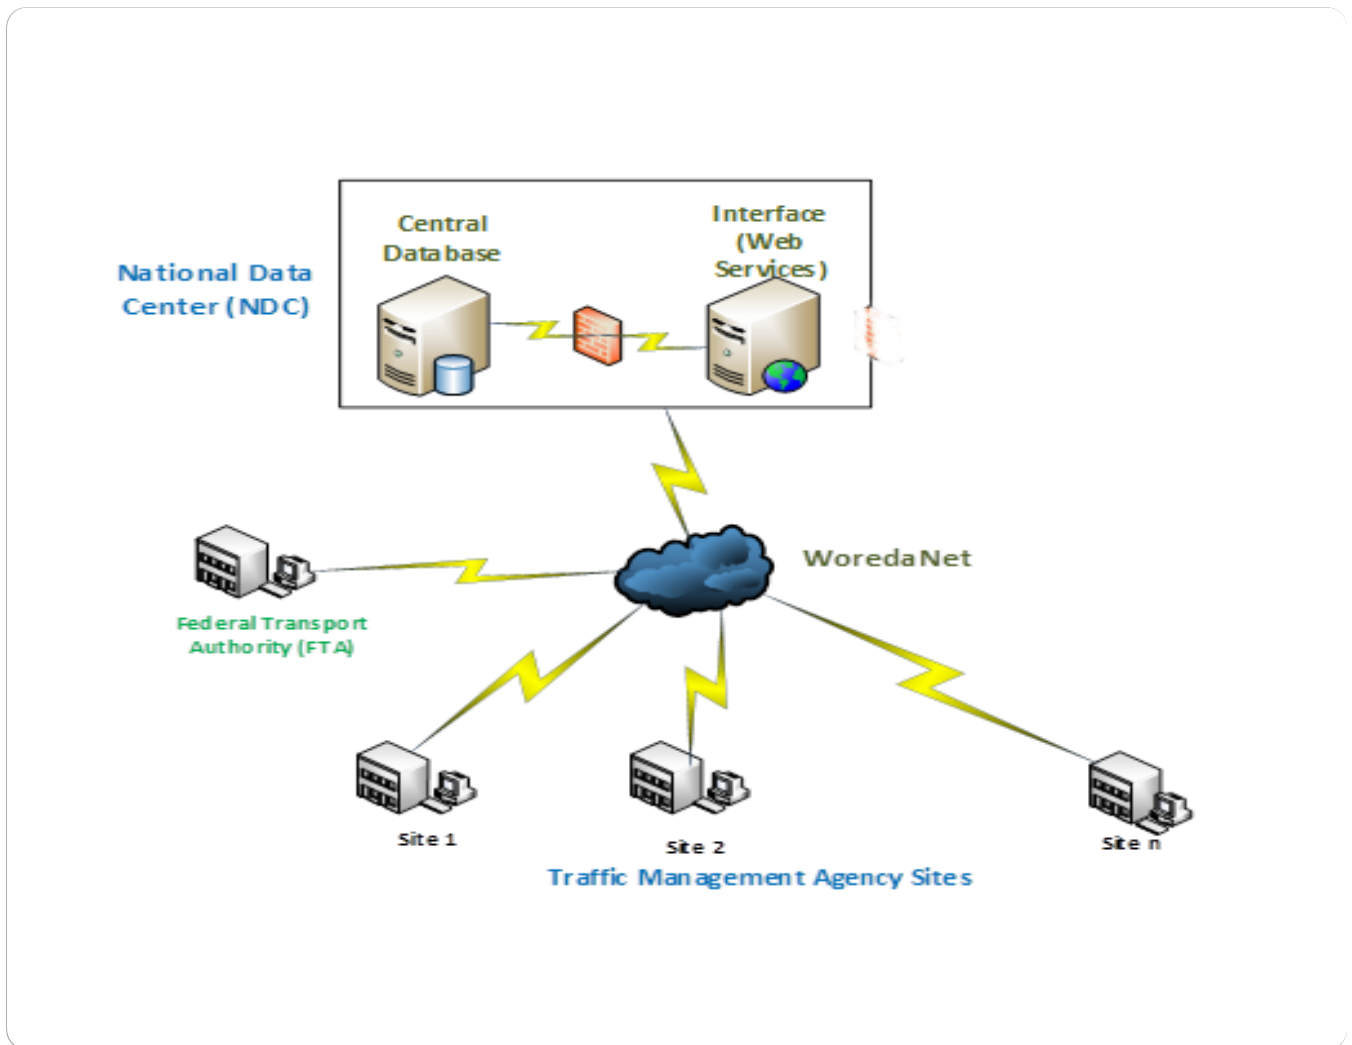 Central
Database
Interface
(Web
Services)
National Data
Center (NDC)
WoredaNet
Federal Transport
Authority (FTA)
Site 1
Site 2
Site n
Traffic Management Agency Sites